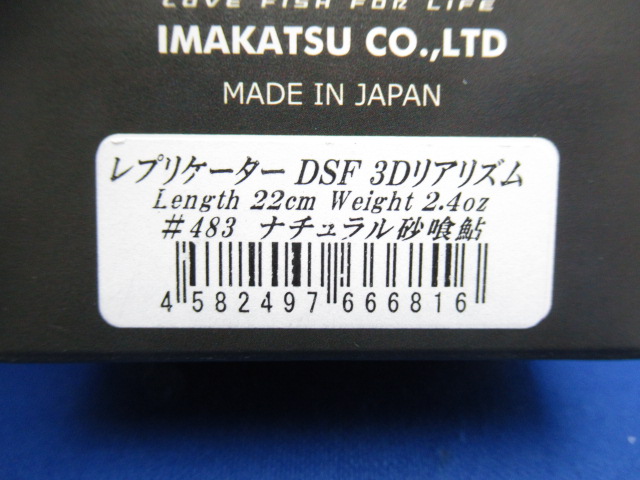 LOVE FISH FOR LIFE
IMAKATSU CO.,LTD
MADE IN JAPAN
レプリケーター DSF 3Dリアリズム
Length 22cm Weight 2.4oz
#483 ナチュラル砂喰鮎
4 582497 666816